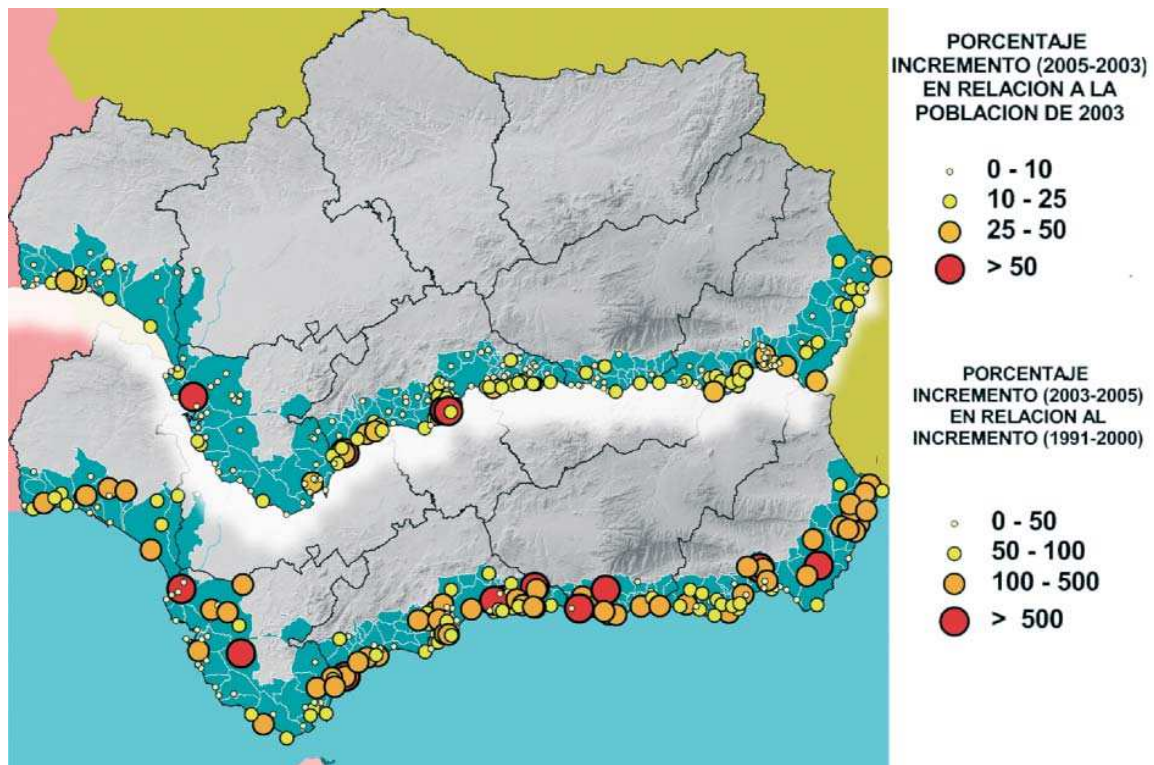 PORCENTAJE
INCREMENTO (2005-2003)
EN RELACION A LA
POBLACION DE 2003
0 - 10
10 - 25
25 - 50
> 50
PORCENTAJE
INCREMENTO (2003-2005)
EN RELACION AL
INCREMENTO (1991-2000)
0 - 50
50 - 100
100 - 500
> 500